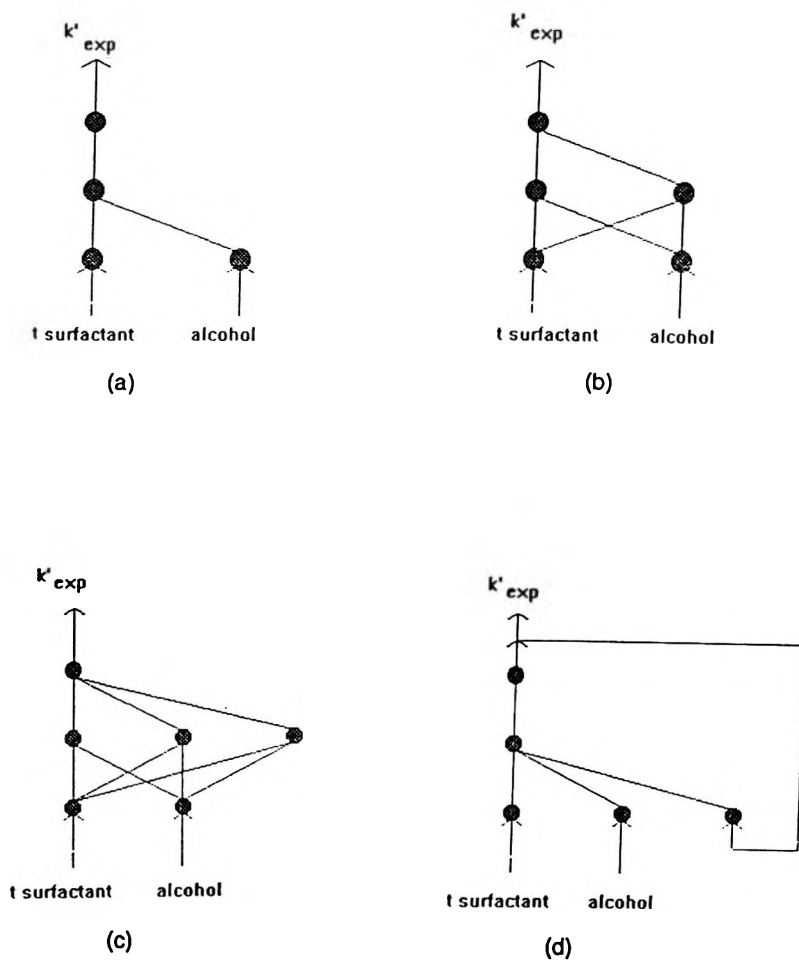 k' exp
k' exp
t surfactant alcohol
t surfactant alcohol
(a)
(b)
k' exp
k' exp
t surfactant alcohol
t surfactant alcohol
(c)
(d)